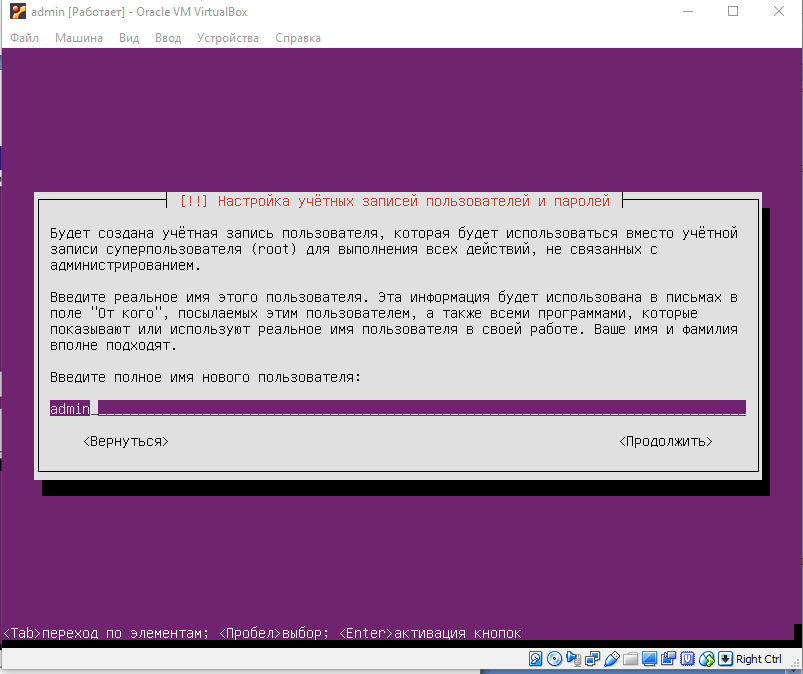 admin [Работает] - Oracle VM VirtualBox
Файл Машина Вид Ввод Устройства Справка
[!!] Настройка учётных записей пользователей и паролей
Будет создана учётная запись пользователя, которая будет использоваться вместо учётной
записи суперпользователя (root) для выполнения всех действий, не связанных с
администрированием.
Введите реальное имя этого пользователя. Эта информация будет использована в письмах в
поле "От кого", посылаемых этим пользователем, а также всеми программами, которые
показывают или используют реальное имя пользователя в своей работе. Ваше имя и фамилия
вполне подходят.
Введите полное имя нового пользователя:
admin
<Вернуться> <Продолжить>
<Tab>переход по элементам; <Пробел>выбор; <Enter>активация кнопок
Right Ctrl